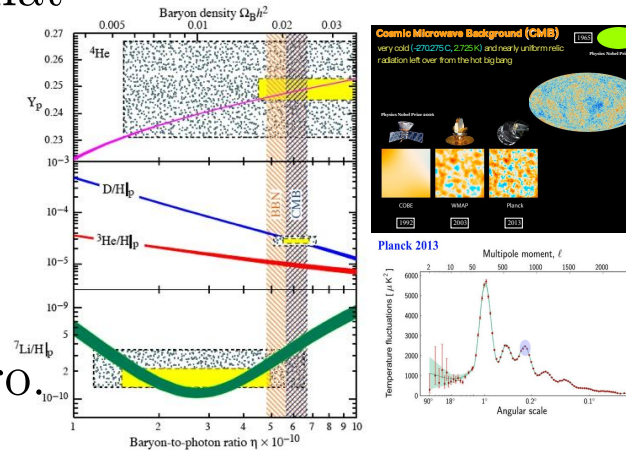 Baryon density Ω_Bh²
0.005 0.01 0.02 0.03
0.27
0.26
0.25
Y_p
0.24
0.23
10⁻³
⁴He
D/H|_p
10⁻⁴
³He/H|_p
10⁻⁵
BBN
CMB
10⁻⁹
5
⁷Li/H|_p
2
10⁻¹⁰
1 2 3 4 5 6 7 8 9 10
Baryon-to-photon ratio η × 10⁻¹⁰
ro.
Cosmic Microwave Background (CMB)
very cold (-270.275 C, 2.725 K) and nearly uniform relic
radiation left over from the hot big bang
1965
Physics Nobel Pri
Physics Nobel Price 2006
COBE WMAP Planck
1992 2003 2013
Planck 2013
Multipole moment, ℓ
2 10 50 500 1000 1500 2000
Temperature fluctuations [ μ K² ]
6000
5000
4000
3000
2000
1000
0
90° 18° 1° 0.2° 0.1°
Angular scale